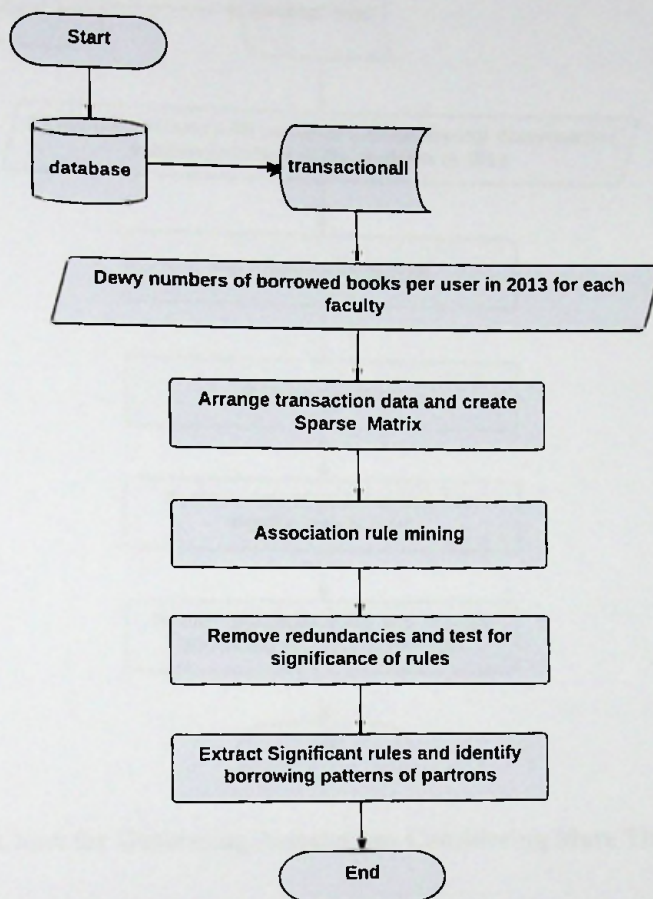 Start
database
transactionall
Dewy numbers of borrowed books per user in 2013 for each
faculty
Arrange transaction data and create
Sparse Matrix
Association rule mining
Remove redundancies and test for
significance of rules
Extract Significant rules and identify
borrowing patterns of partrons
End